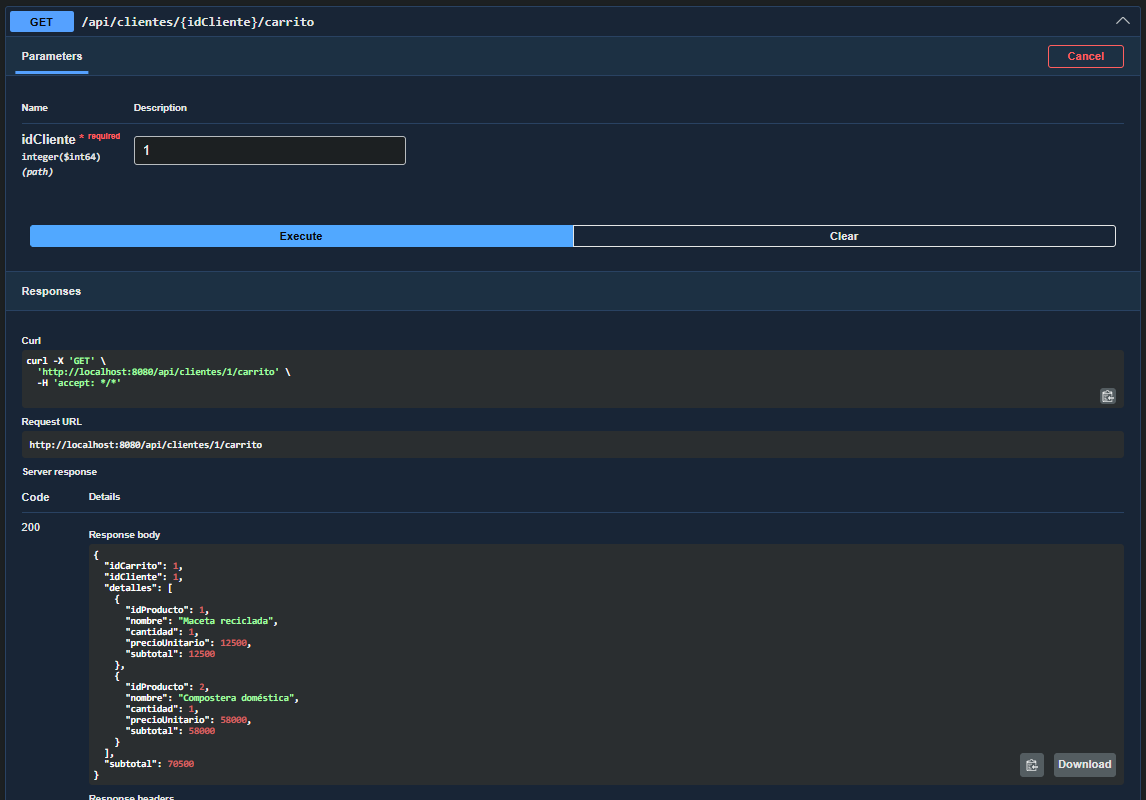 GET /api/clientes/{idCliente}/carrito
Parameters
Cancel
Name Description
idCliente * required
integer($int64)
(path)
1
Execute Clear
Responses
Curl
curl -X 'GET' \
  'http://localhost:8080/api/clientes/1/carrito' \
  -H 'accept: */*'
Request URL
http://localhost:8080/api/clientes/1/carrito
Server response
Code Details
200
Response body
{
  "idCarrito": 1,
  "idCliente": 1,
  "detalles": [
    {
      "idProducto": 1,
      "nombre": "Maceta reciclada",
      "cantidad": 1,
      "precioUnitario": 12500,
      "subtotal": 12500
    },
    {
      "idProducto": 2,
      "nombre": "Compostera doméstica",
      "cantidad": 1,
      "precioUnitario": 58000,
      "subtotal": 58000
    }
  ],
  "subtotal": 70500
}
Download
Response headers